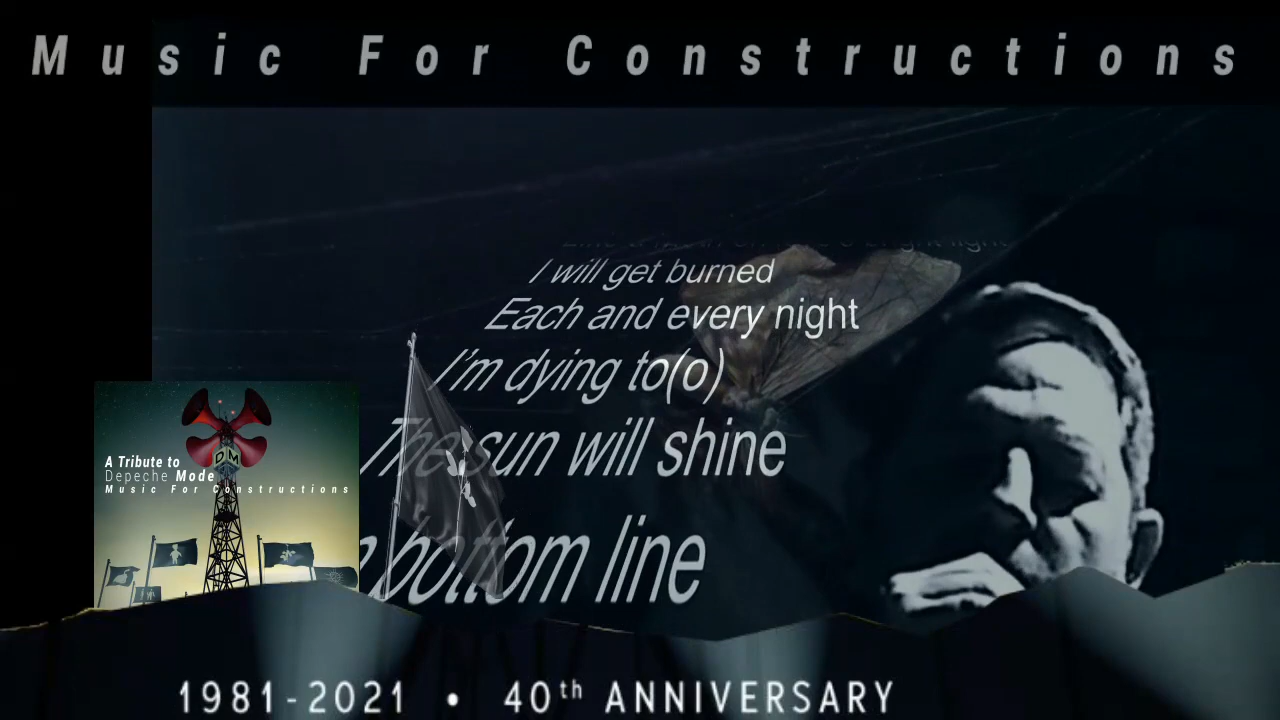 Music For Constructions
I will get burned
Each and every night
I'm dying to(o)
The sun will shine
bottom line
A Tribute to
DM
Depeche Mode
Music For Constructions
1981-2021 • 40th ANNIVERSARY